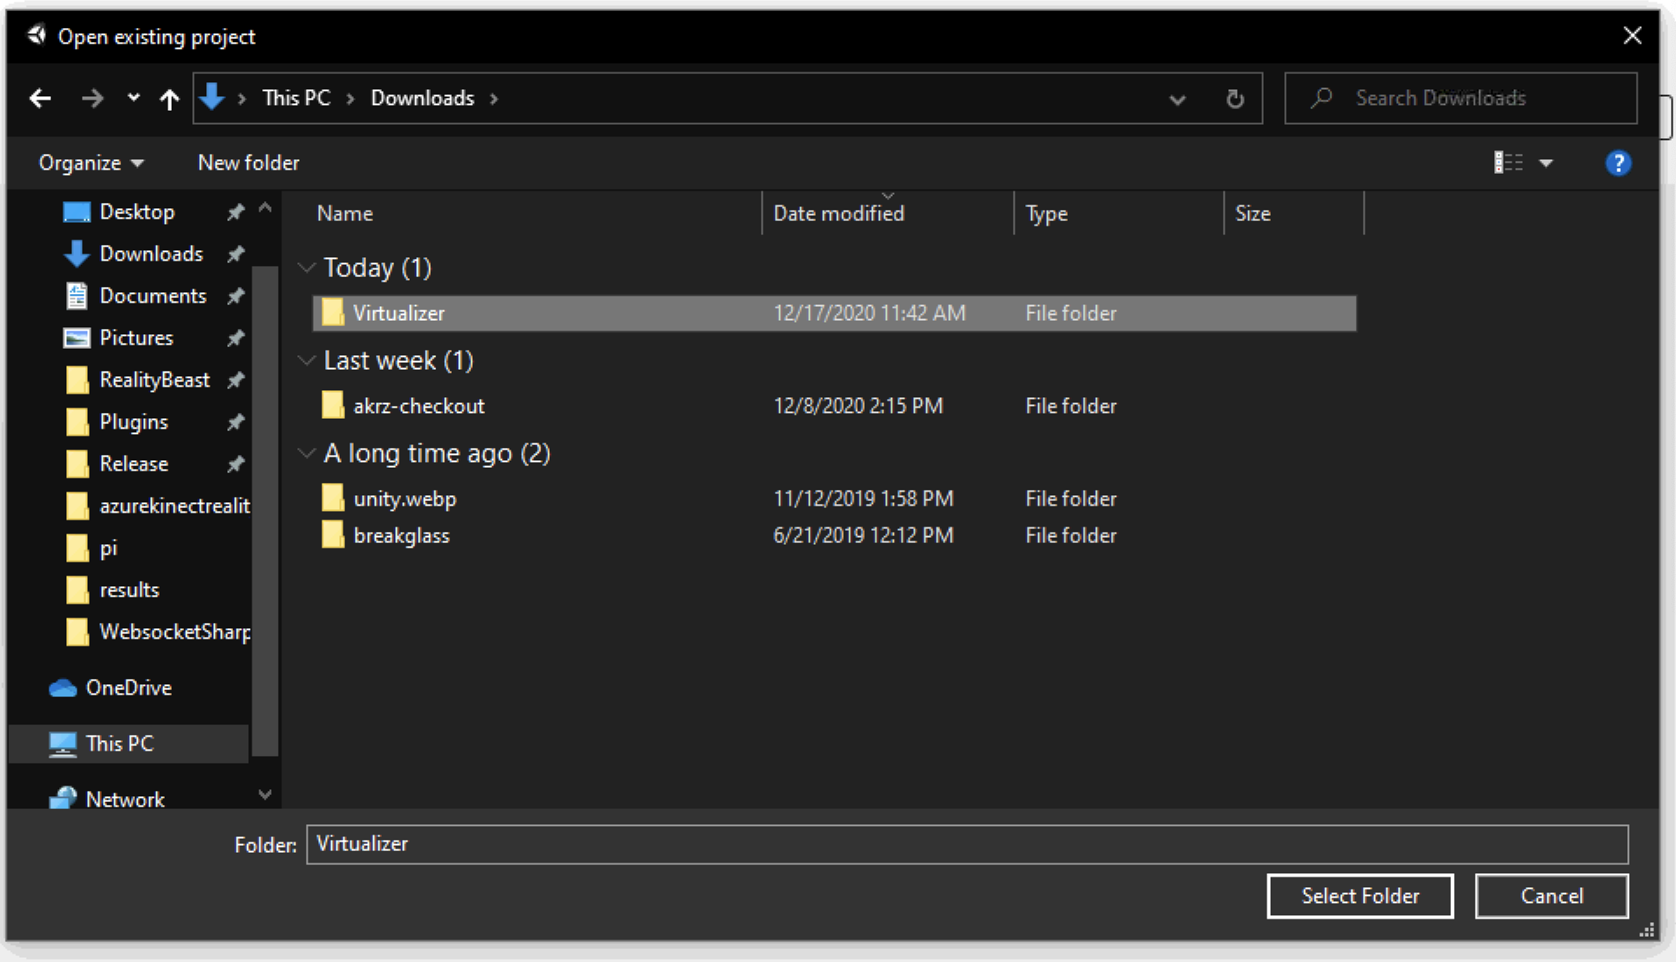 Open existing project
This PC > Downloads >
Search Downloads
Organize
New folder
?
Desktop
Downloads
Documents
Pictures
RealityBeast
Plugins
Release
azurekinectrealit
pi
results
WebsocketSharp
OneDrive
This PC
Network
Name Date modified Type Size
Today (1)
Virtualizer 12/17/2020 11:42 AM File folder
Last week (1)
akrz-checkout 12/8/2020 2:15 PM File folder
A long time ago (2)
unity.webp 11/12/2019 1:58 PM File folder
breakglass 6/21/2019 12:12 PM File folder
Folder: Virtualizer
Select Folder Cancel